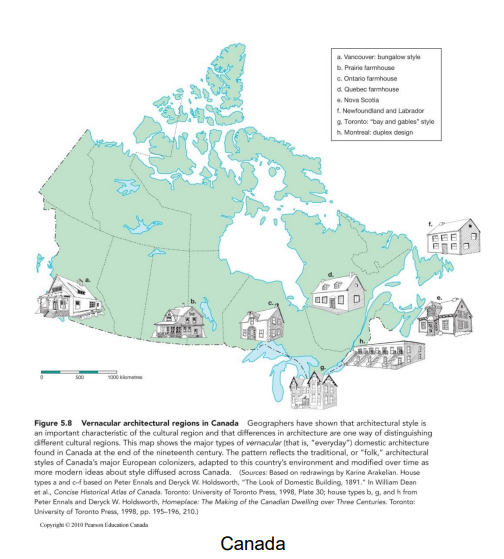 a. Vancouver: bungalow style
b. Prairie farmhouse
c. Ontario farmhouse
d. Quebec farmhouse
e. Nova Scotia
f. Newfoundland and Labrador
g. Toronto: "bay and gables" style
h. Montreal: duplex design
f.
a.
d.
b.
c.
e.
h.
g.
0 500 1000 kilometres
Figure 5.8 Vernacular architectural regions in Canada Geographers have shown that architectural style is
an important characteristic of the cultural region and that differences in architecture are one way of distinguishing
different cultural regions. This map shows the major types of vernacular (that is, "everyday") domestic architecture
found in Canada at the end of the nineteenth century. The pattern reflects the traditional, or "folk," architectural
styles of Canada's major European colonizers, adapted to this country's environment and modified over time as
more modern ideas about style diffused across Canada. (Sources: Based on redrawings by Karine Arakelian. House
types a and c–f based on Peter Ennals and Deryck W. Holdsworth, "The Look of Domestic Building, 1891." In William Dean
et al., Concise Historical Atlas of Canada. Toronto: University of Toronto Press, 1998, Plate 30; house types b, g, and h from
Peter Ennals and Deryck W. Holdsworth, Homeplace: The Making of the Canadian Dwelling over Three Centuries. Toronto:
University of Toronto Press, 1998, pp. 195–196, 210.)
Copyright © 2010 Pearson Education Canada
Canada